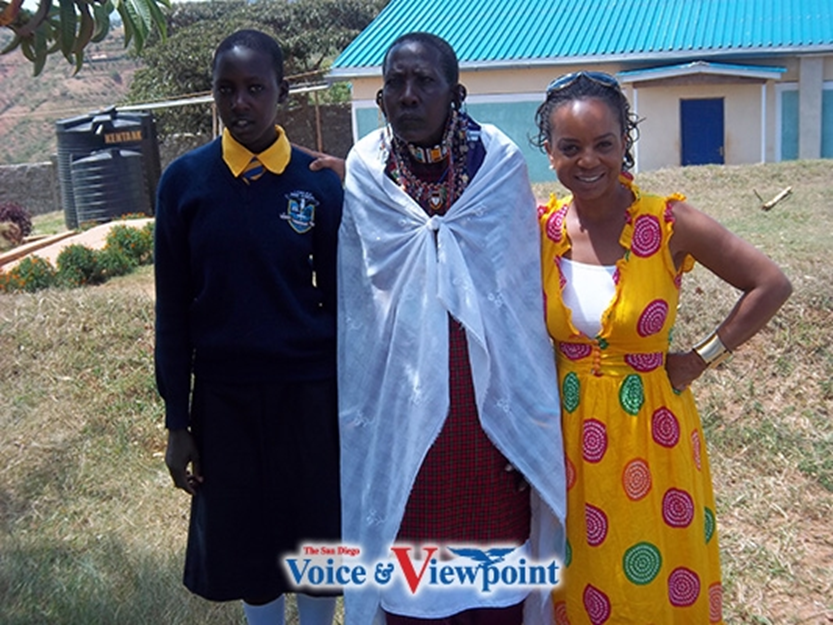 KENTANK
The San Diego
Voice & Viewpoint